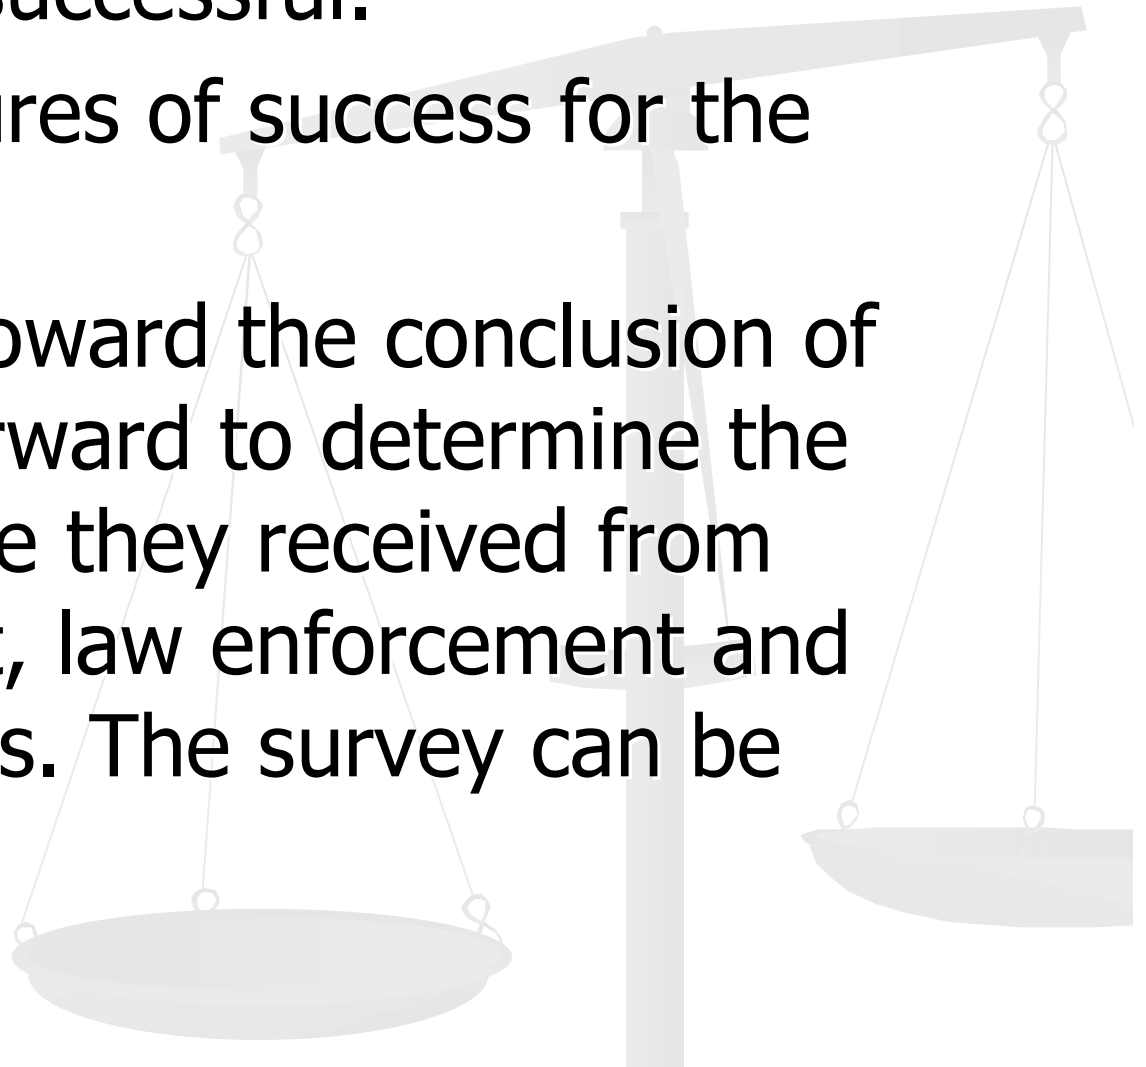 successful.
ures of success for the
oward the conclusion of
rward to determine the
e they received from
t, law enforcement and
s. The survey can be